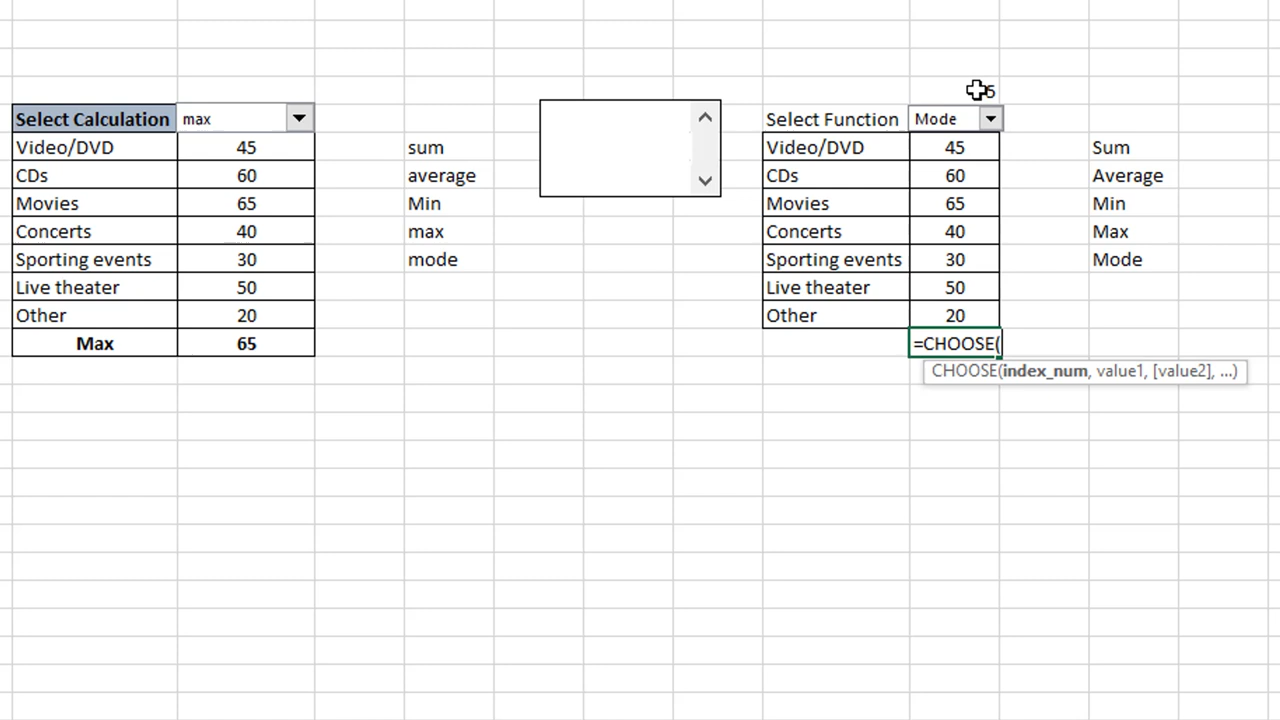 5
Select Calculation max Select Function Mode
Video/DVD 45 sum Video/DVD 45 Sum
CDs 60 average CDs 60 Average
Movies 65 Min Movies 65 Min
Concerts 40 max Concerts 40 Max
Sporting events 30 mode Sporting events 30 Mode
Live theater 50 Live theater 50
Other 20 Other 20
Max 65 =CHOOSE(
CHOOSE(index_num, value1, [value2], ...)